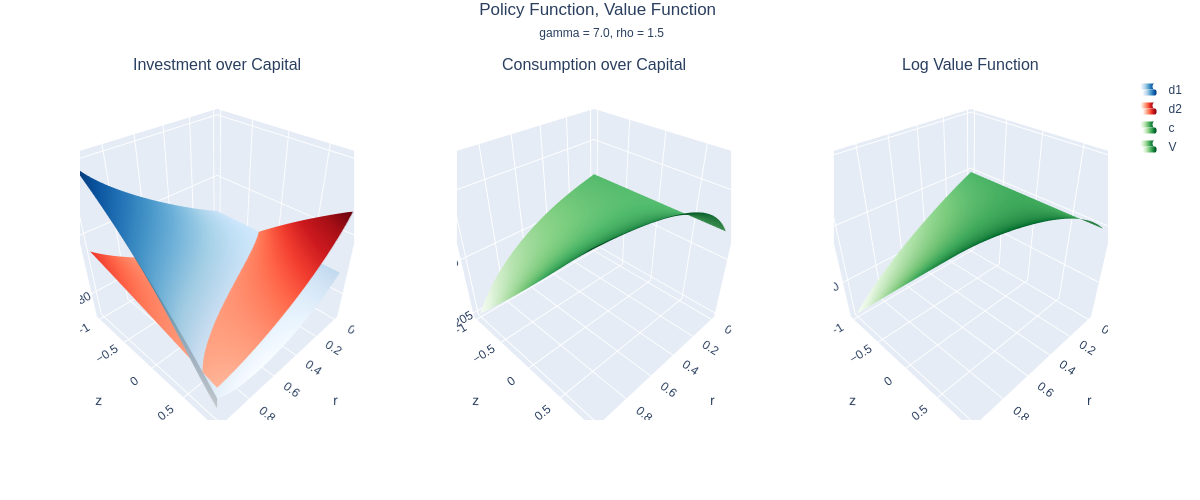 Policy Function, Value Function
gamma = 7.0, rho = 1.5
Investment over Capital
Consumption over Capital
Log Value Function
d1
d2
c
V
−1
−0.5
0
0.5
z
0.2
0.4
0.6
0.8
r
−1
−0.5
0
0.5
z
0
0.2
0.4
0.6
0.8
r
−1
−0.5
0
0.5
z
0
0.2
0.4
0.6
0.8
r